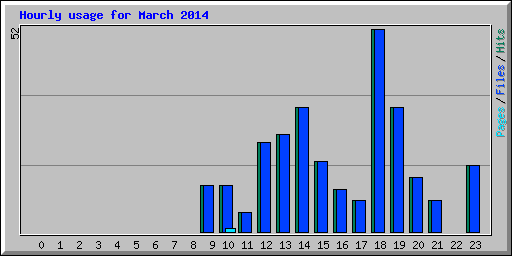 Hourly usage for March 2014
52
Pages/Files/Hits
0 1 2 3 4 5 6 7 8 9 10 11 12 13 14 15 16 17 18 19 20 21 22 23